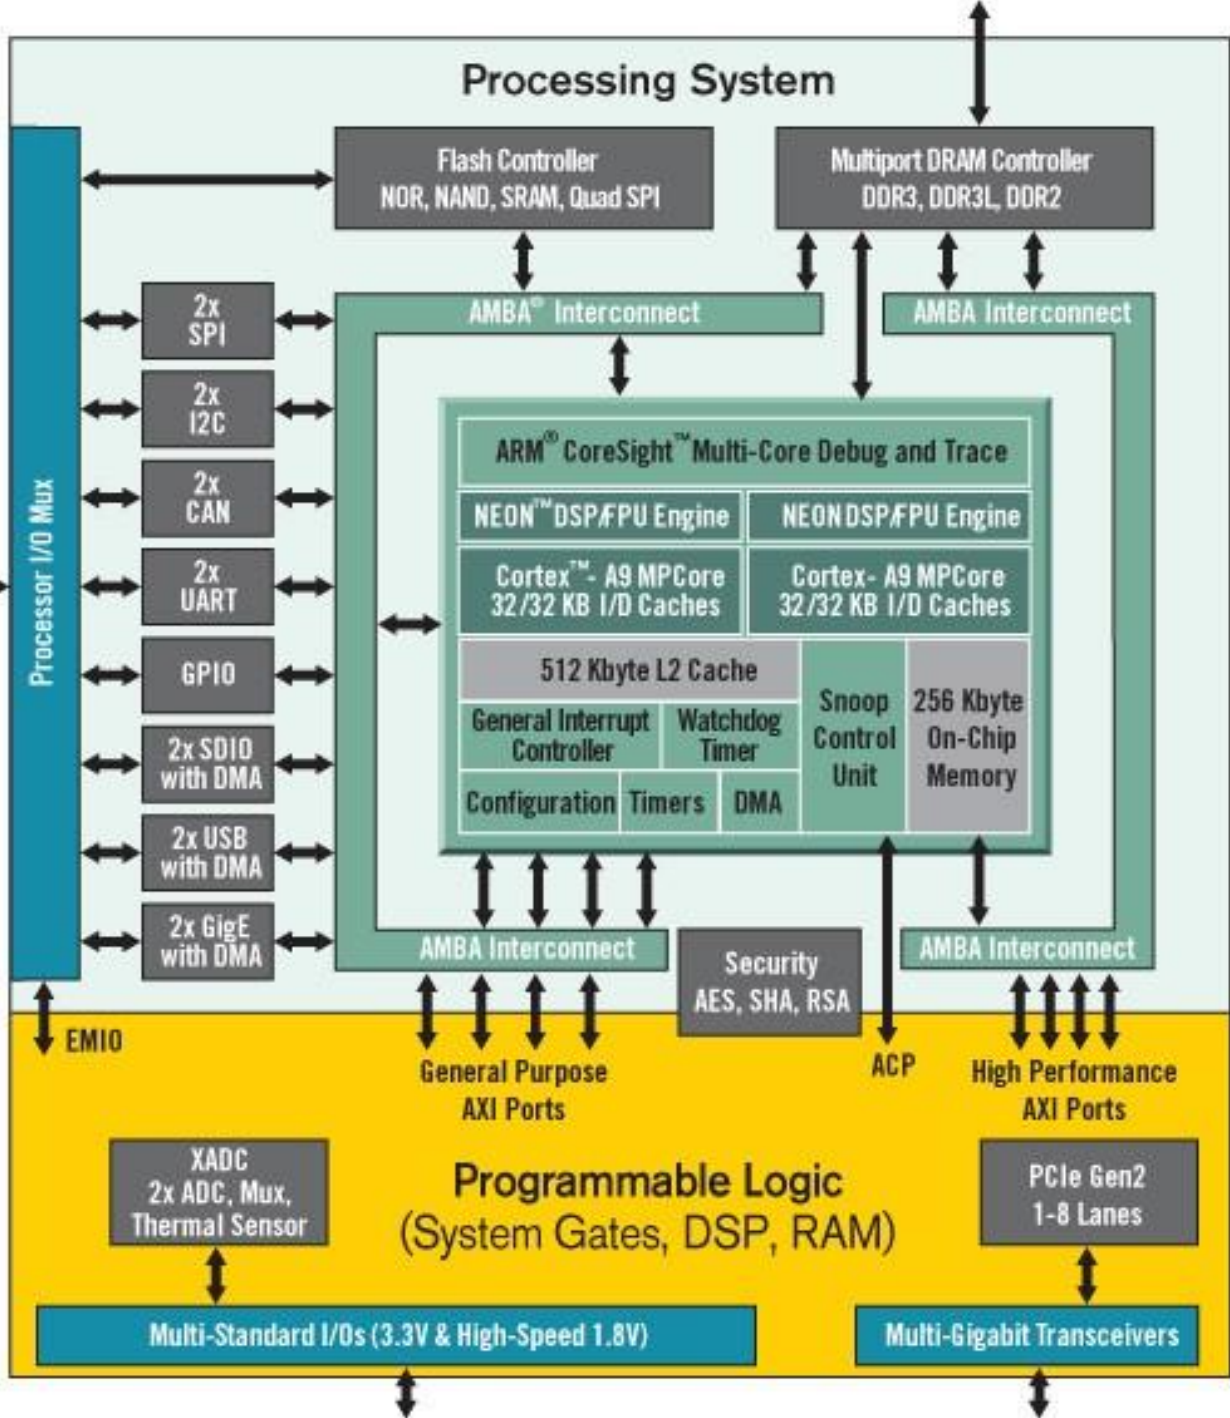 Processing System
Flash Controller
NOR, NAND, SRAM, Quad SPI
Multiport DRAM Controller
DDR3, DDR3L, DDR2
Processor I/O Mux
2x
SPI
2x
I2C
2x
CAN
2x
UART
GPIO
2x SDIO
with DMA
2x USB
with DMA
2x GigE
with DMA
AMBA® Interconnect
AMBA Interconnect
ARM® CoreSight™ Multi-Core Debug and Trace
NEON™ DSP/FPU Engine
NEON DSP/FPU Engine
Cortex™- A9 MPCore
32/32 KB I/D Caches
Cortex- A9 MPCore
32/32 KB I/D Caches
512 Kbyte L2 Cache
General Interrupt
Controller
Watchdog
Timer
Configuration
Timers
DMA
Snoop
Control
Unit
256 Kbyte
On-Chip
Memory
AMBA Interconnect
Security
AES, SHA, RSA
AMBA Interconnect
EMIO
General Purpose
AXI Ports
ACP
High Performance
AXI Ports
XADC
2x ADC, Mux,
Thermal Sensor
Programmable Logic
(System Gates, DSP, RAM)
PCIe Gen2
1-8 Lanes
Multi-Standard I/Os (3.3V & High-Speed 1.8V)
Multi-Gigabit Transceivers